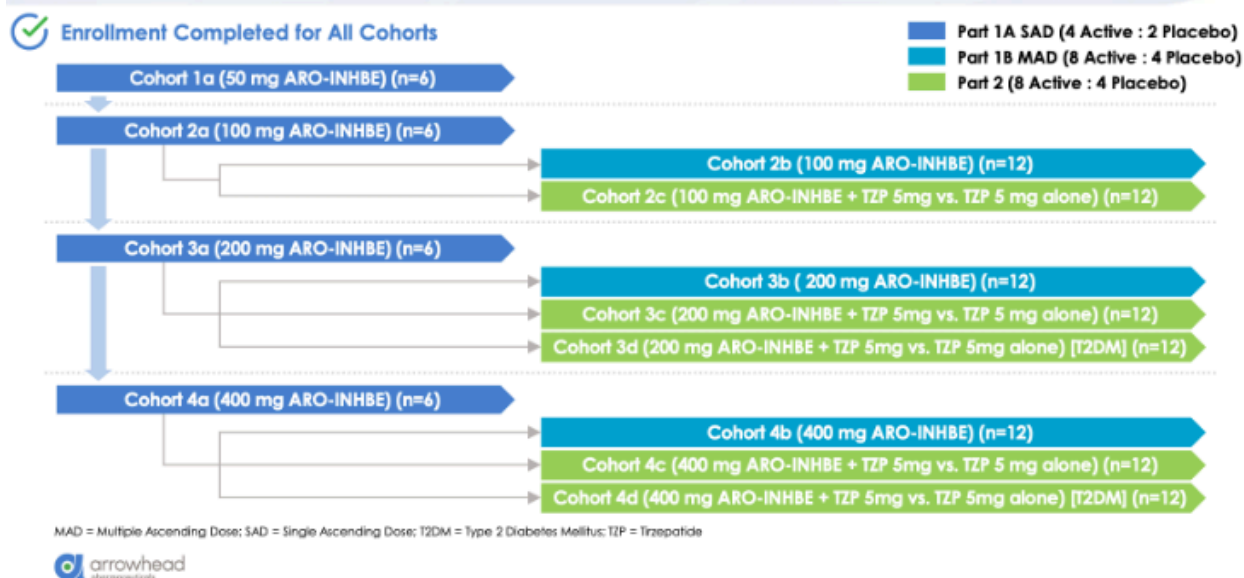 Enrollment Completed for All Cohorts
Part 1A SAD (4 Active : 2 Placebo)
Part 1B MAD (8 Active : 4 Placebo)
Part 2 (8 Active : 4 Placebo)
Cohort 1a (50 mg ARO-INHBE) (n=6)
Cohort 2a (100 mg ARO-INHBE) (n=6)
Cohort 2b (100 mg ARO-INHBE) (n=12)
Cohort 2c (100 mg ARO-INHBE + TZP 5mg vs. TZP 5 mg alone) (n=12)
Cohort 3a (200 mg ARO-INHBE) (n=6)
Cohort 3b ( 200 mg ARO-INHBE) (n=12)
Cohort 3c (200 mg ARO-INHBE + TZP 5mg vs. TZP 5 mg alone) (n=12)
Cohort 3d (200 mg ARO-INHBE + TZP 5mg vs. TZP 5mg alone) [T2DM] (n=12)
Cohort 4a (400 mg ARO-INHBE) (n=6)
Cohort 4b (400 mg ARO-INHBE) (n=12)
Cohort 4c (400 mg ARO-INHBE + TZP 5mg vs. TZP 5 mg alone) (n=12)
Cohort 4d (400 mg ARO-INHBE + TZP 5mg vs. TZP 5mg alone) [T2DM] (n=12)
MAD = Multiple Ascending Dose; SAD = Single Ascending Dose; T2DM = Type 2 Diabetes Mellitus; TZP = Tirzepatide
arrowhead
pharmaceuticals